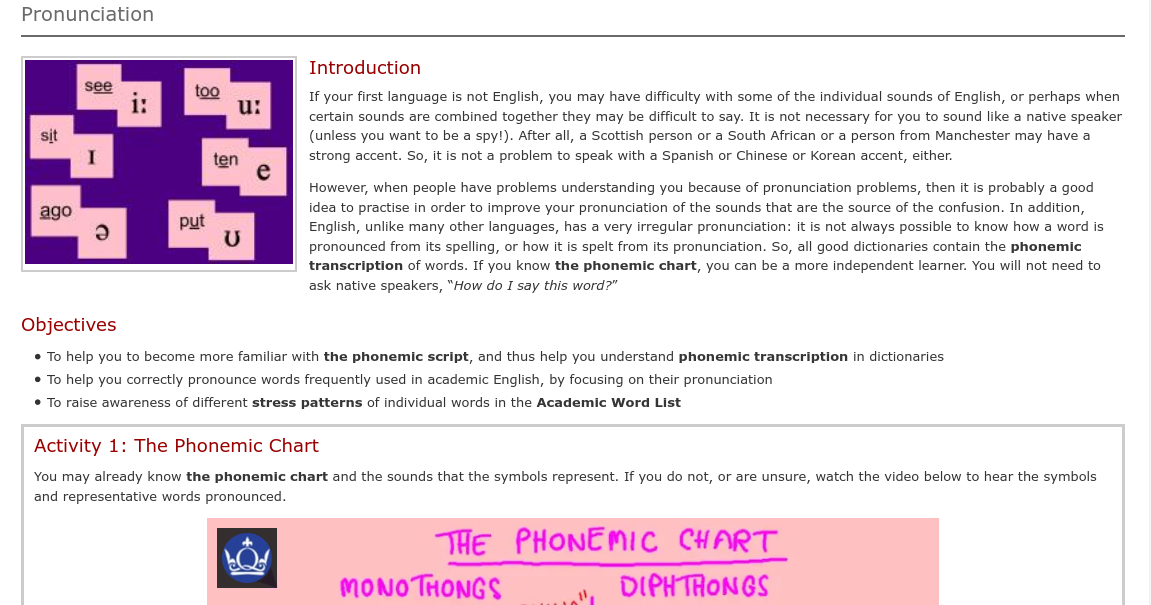 Pronunciation
see
iː
too
uː
sit
ɪ
ten
e
ago
ə
put
ʊ
Introduction
If your first language is not English, you may have difficulty with some of the individual sounds of English, or perhaps when
certain sounds are combined together they may be difficult to say. It is not necessary for you to sound like a native speaker
(unless you want to be a spy!). After all, a Scottish person or a South African or a person from Manchester may have a
strong accent. So, it is not a problem to speak with a Spanish or Chinese or Korean accent, either.
However, when people have problems understanding you because of pronunciation problems, then it is probably a good
idea to practise in order to improve your pronunciation of the sounds that are the source of the confusion. In addition,
English, unlike many other languages, has a very irregular pronunciation: it is not always possible to know how a word is
pronounced from its spelling, or how it is spelt from its pronunciation. So, all good dictionaries contain the phonemic
transcription of words. If you know the phonemic chart, you can be a more independent learner. You will not need to
ask native speakers, “How do I say this word?”
Objectives
• To help you to become more familiar with the phonemic script, and thus help you understand phonemic transcription in dictionaries
• To help you correctly pronounce words frequently used in academic English, by focusing on their pronunciation
• To raise awareness of different stress patterns of individual words in the Academic Word List
Activity 1: The Phonemic Chart
You may already know the phonemic chart and the sounds that the symbols represent. If you do not, or are unsure, watch the video below to hear the symbols
and representative words pronounced.
THE PHONEMIC CHART
MONOTHONGS DIPHTHONGS